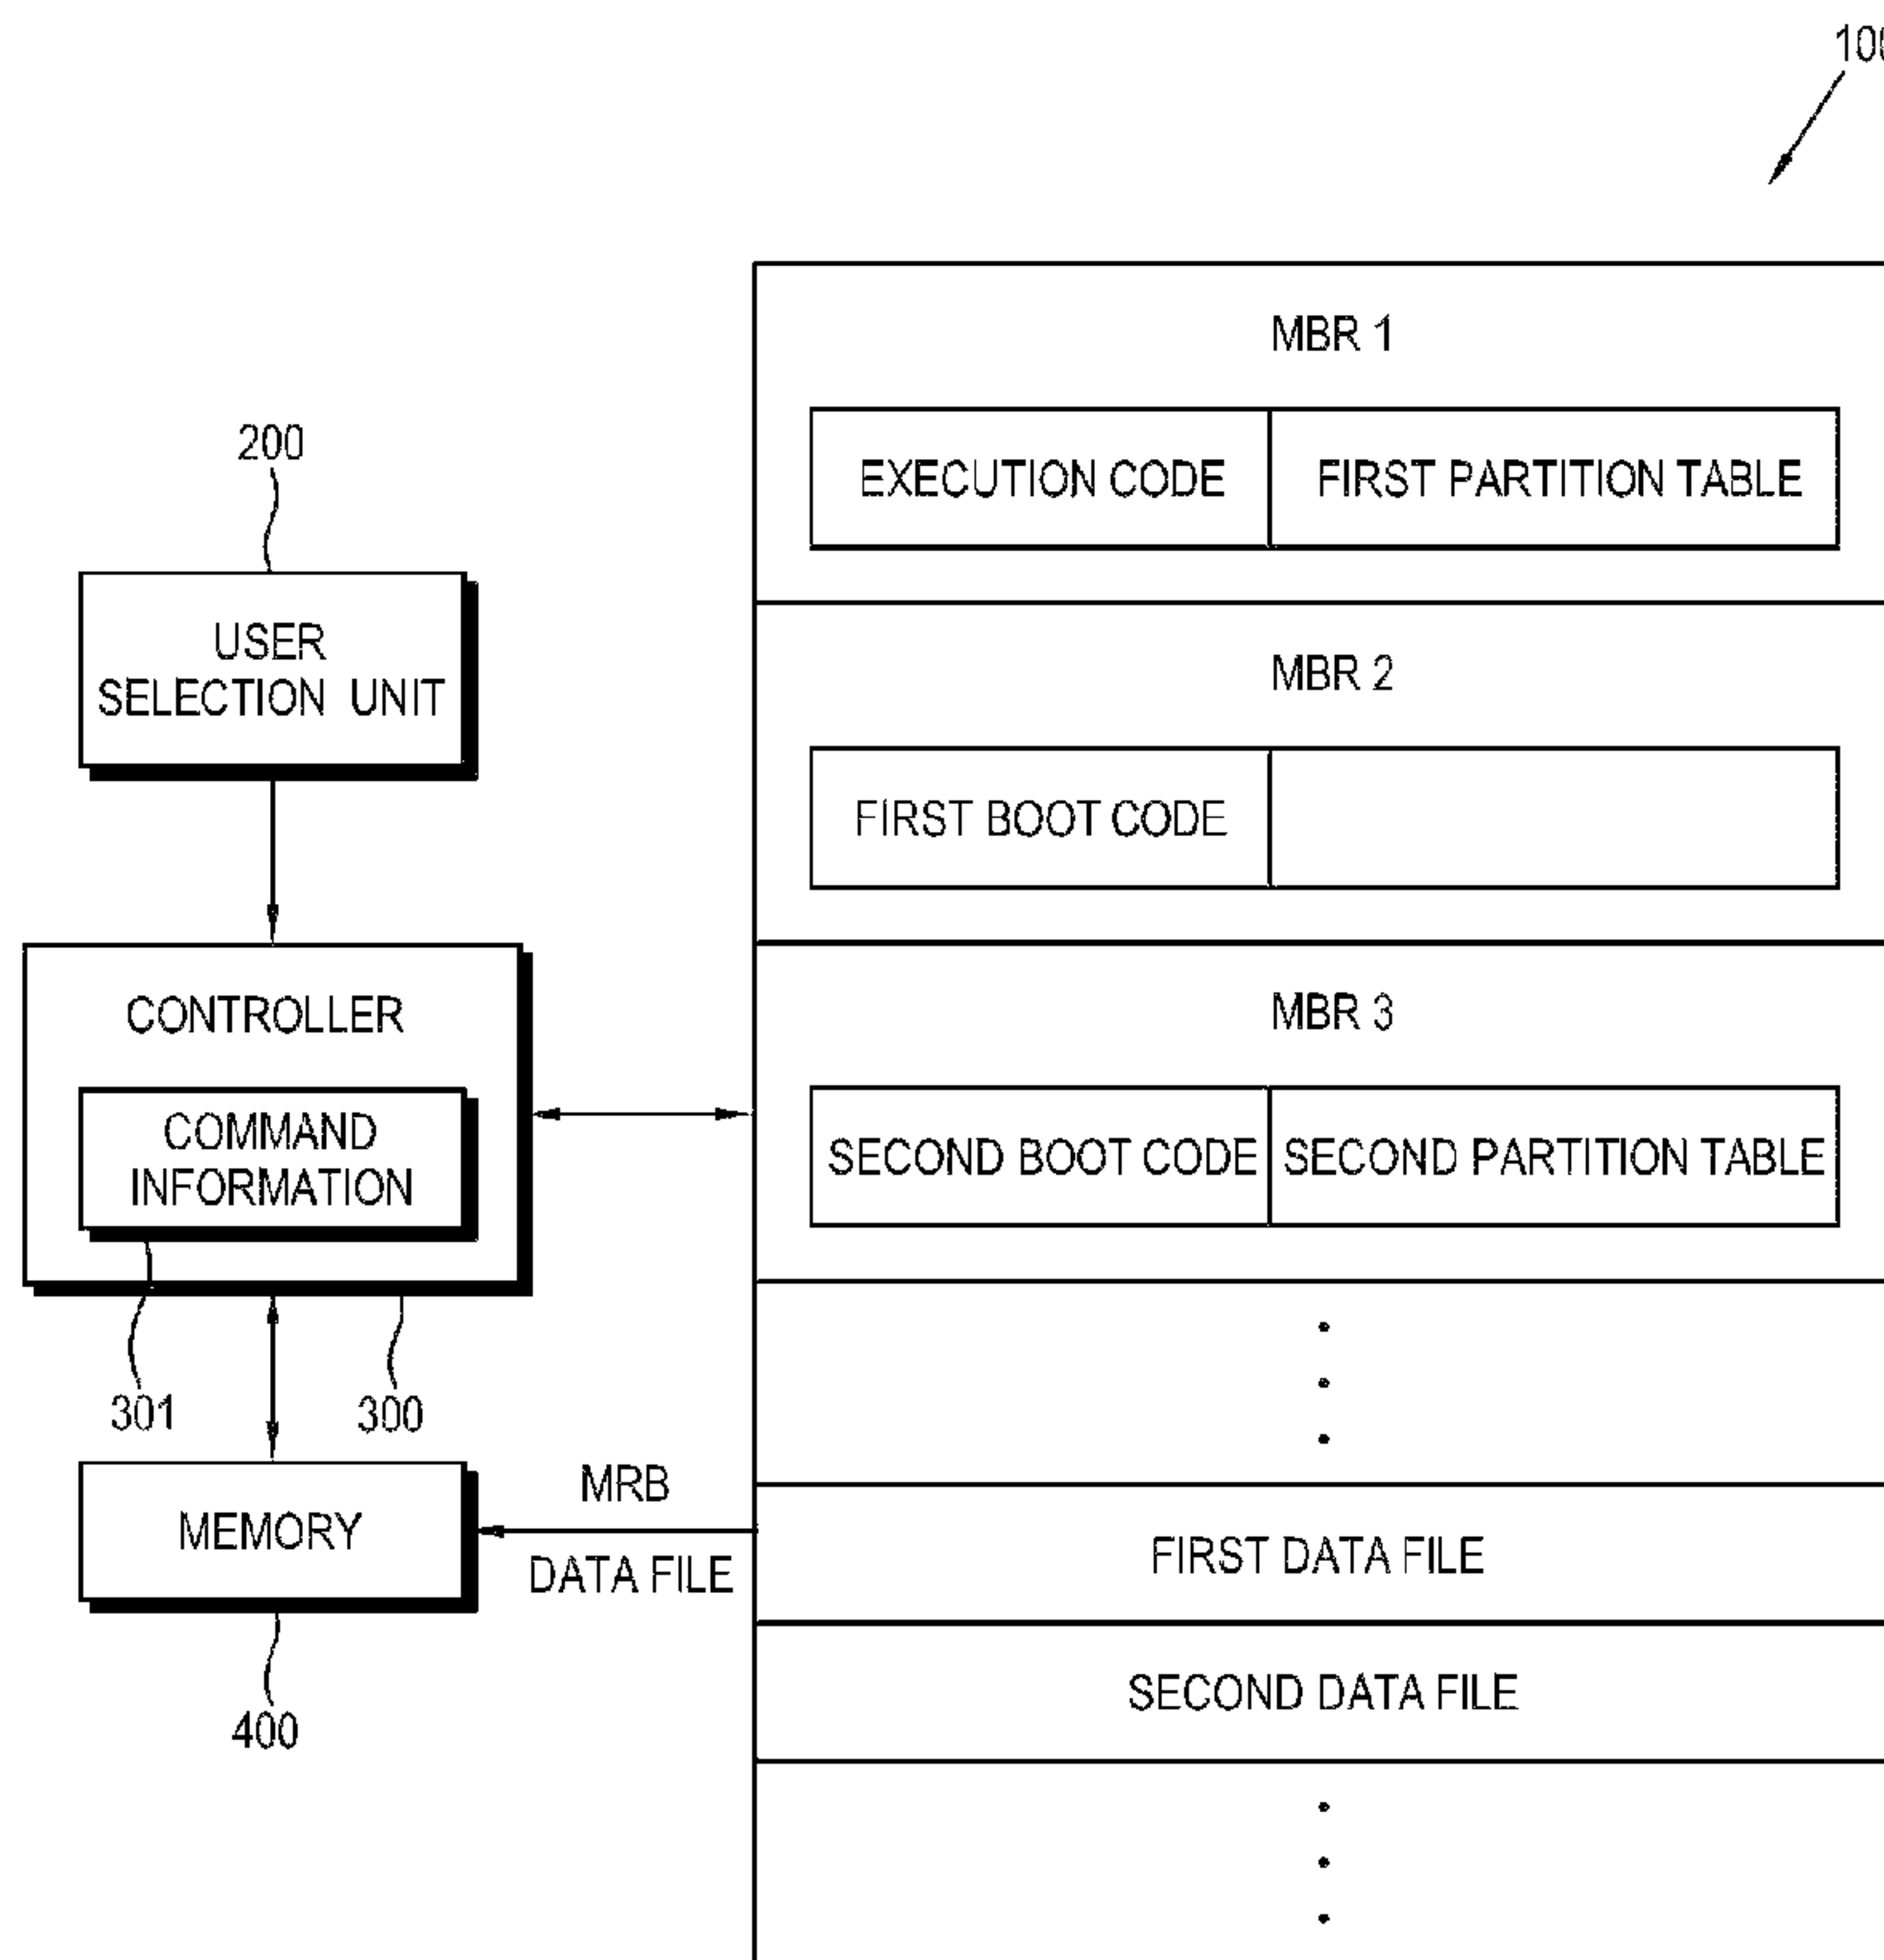 100
MBR 1
EXECUTION CODE
FIRST PARTITION TABLE
200
USER
SELECTION UNIT
MBR 2
FIRST BOOT CODE
CONTROLLER
COMMAND
INFORMATION
MBR 3
SECOND BOOT CODE
SECOND PARTITION TABLE
301
300
MEMORY
MRB
DATA FILE
400
FIRST DATA FILE
SECOND DATA FILE